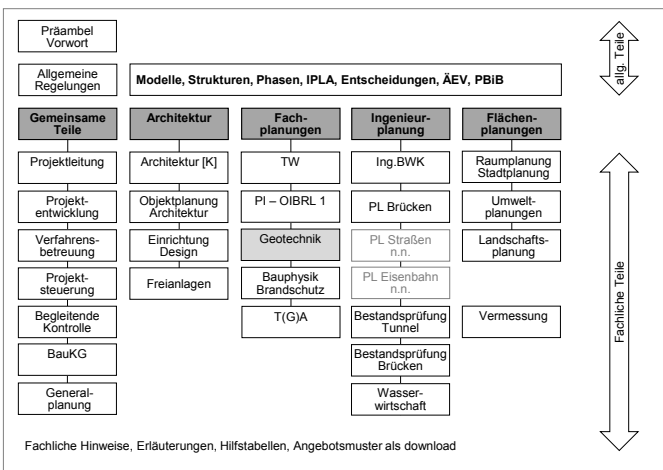 Präambel
Vorwort
allg. Teile
Allgemeine
Regelungen
Modelle, Strukturen, Phasen, IPLA, Entscheidungen, ÄEV, PBiB
Gemeinsame
Teile
Architektur
Fach-
planungen
Ingenieur-
planung
Flächen-
planungen
Projektleitung
Architektur [K]
TW
Ing.BWK
Raumplanung
Stadtplanung
Projekt-
entwicklung
Objektplanung
Architektur
PI – OIBRL 1
PL Brücken
Umwelt-
planungen
Verfahrens-
betreuung
Einrichtung
Design
Geotechnik
PL Straßen
n.n.
Landschafts-
planung
Projekt-
steuerung
Freianlagen
Bauphysik
Brandschutz
PL Eisenbahn
n.n.
Begleitende
Kontrolle
T(G)A
Bestandsprüfung
Tunnel
Vermessung
BauKG
Bestandsprüfung
Brücken
General-
planung
Wasser-
wirtschaft
Fachliche Teile
Fachliche Hinweise, Erläuterungen, Hilfstabellen, Angebotsmuster als download